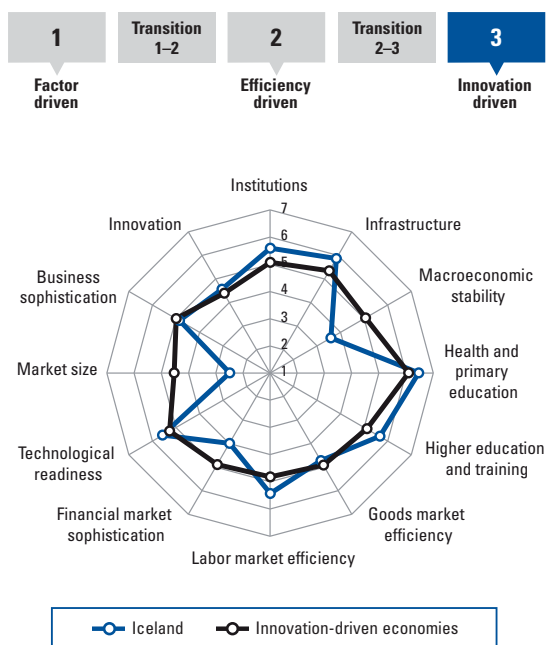 1
Transition
1–2
2
Transition
2–3
3
Factor
driven
Efficiency
driven
Innovation
driven
Institutions
Infrastructure
Macroeconomic
stability
Health and
primary
education
Higher education
and training
Goods market
efficiency
Labor market efficiency
Financial market
sophistication
Technological
readiness
Market size
Business
sophistication
Innovation
7
6
5
4
3
2
1
Iceland
Innovation-driven economies